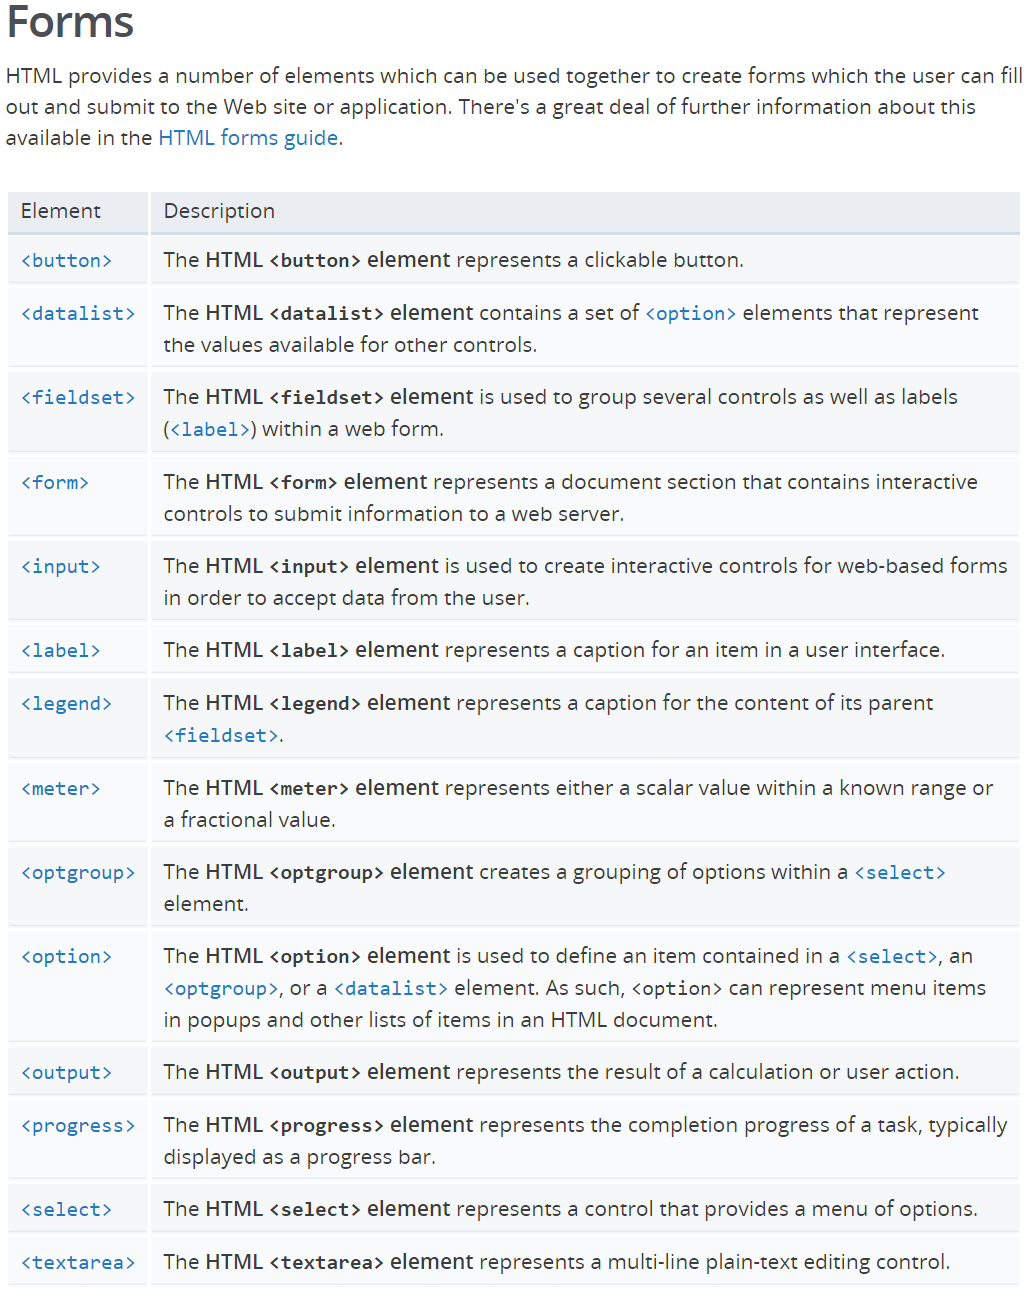 Forms
HTML provides a number of elements which can be used together to create forms which the user can fill
out and submit to the Web site or application. There's a great deal of further information about this
available in the HTML forms guide.
Element Description
<button> The HTML <button> element represents a clickable button.
<datalist> The HTML <datalist> element contains a set of <option> elements that represent
the values available for other controls.
<fieldset> The HTML <fieldset> element is used to group several controls as well as labels
(<label>) within a web form.
<form> The HTML <form> element represents a document section that contains interactive
controls to submit information to a web server.
<input> The HTML <input> element is used to create interactive controls for web-based forms
in order to accept data from the user.
<label> The HTML <label> element represents a caption for an item in a user interface.
<legend> The HTML <legend> element represents a caption for the content of its parent
<fieldset>.
<meter> The HTML <meter> element represents either a scalar value within a known range or
a fractional value.
<optgroup> The HTML <optgroup> element creates a grouping of options within a <select>
element.
<option> The HTML <option> element is used to define an item contained in a <select>, an
<optgroup>, or a <datalist> element. As such, <option> can represent menu items
in popups and other lists of items in an HTML document.
<output> The HTML <output> element represents the result of a calculation or user action.
<progress> The HTML <progress> element represents the completion progress of a task, typically
displayed as a progress bar.
<select> The HTML <select> element represents a control that provides a menu of options.
<textarea> The HTML <textarea> element represents a multi-line plain-text editing control.